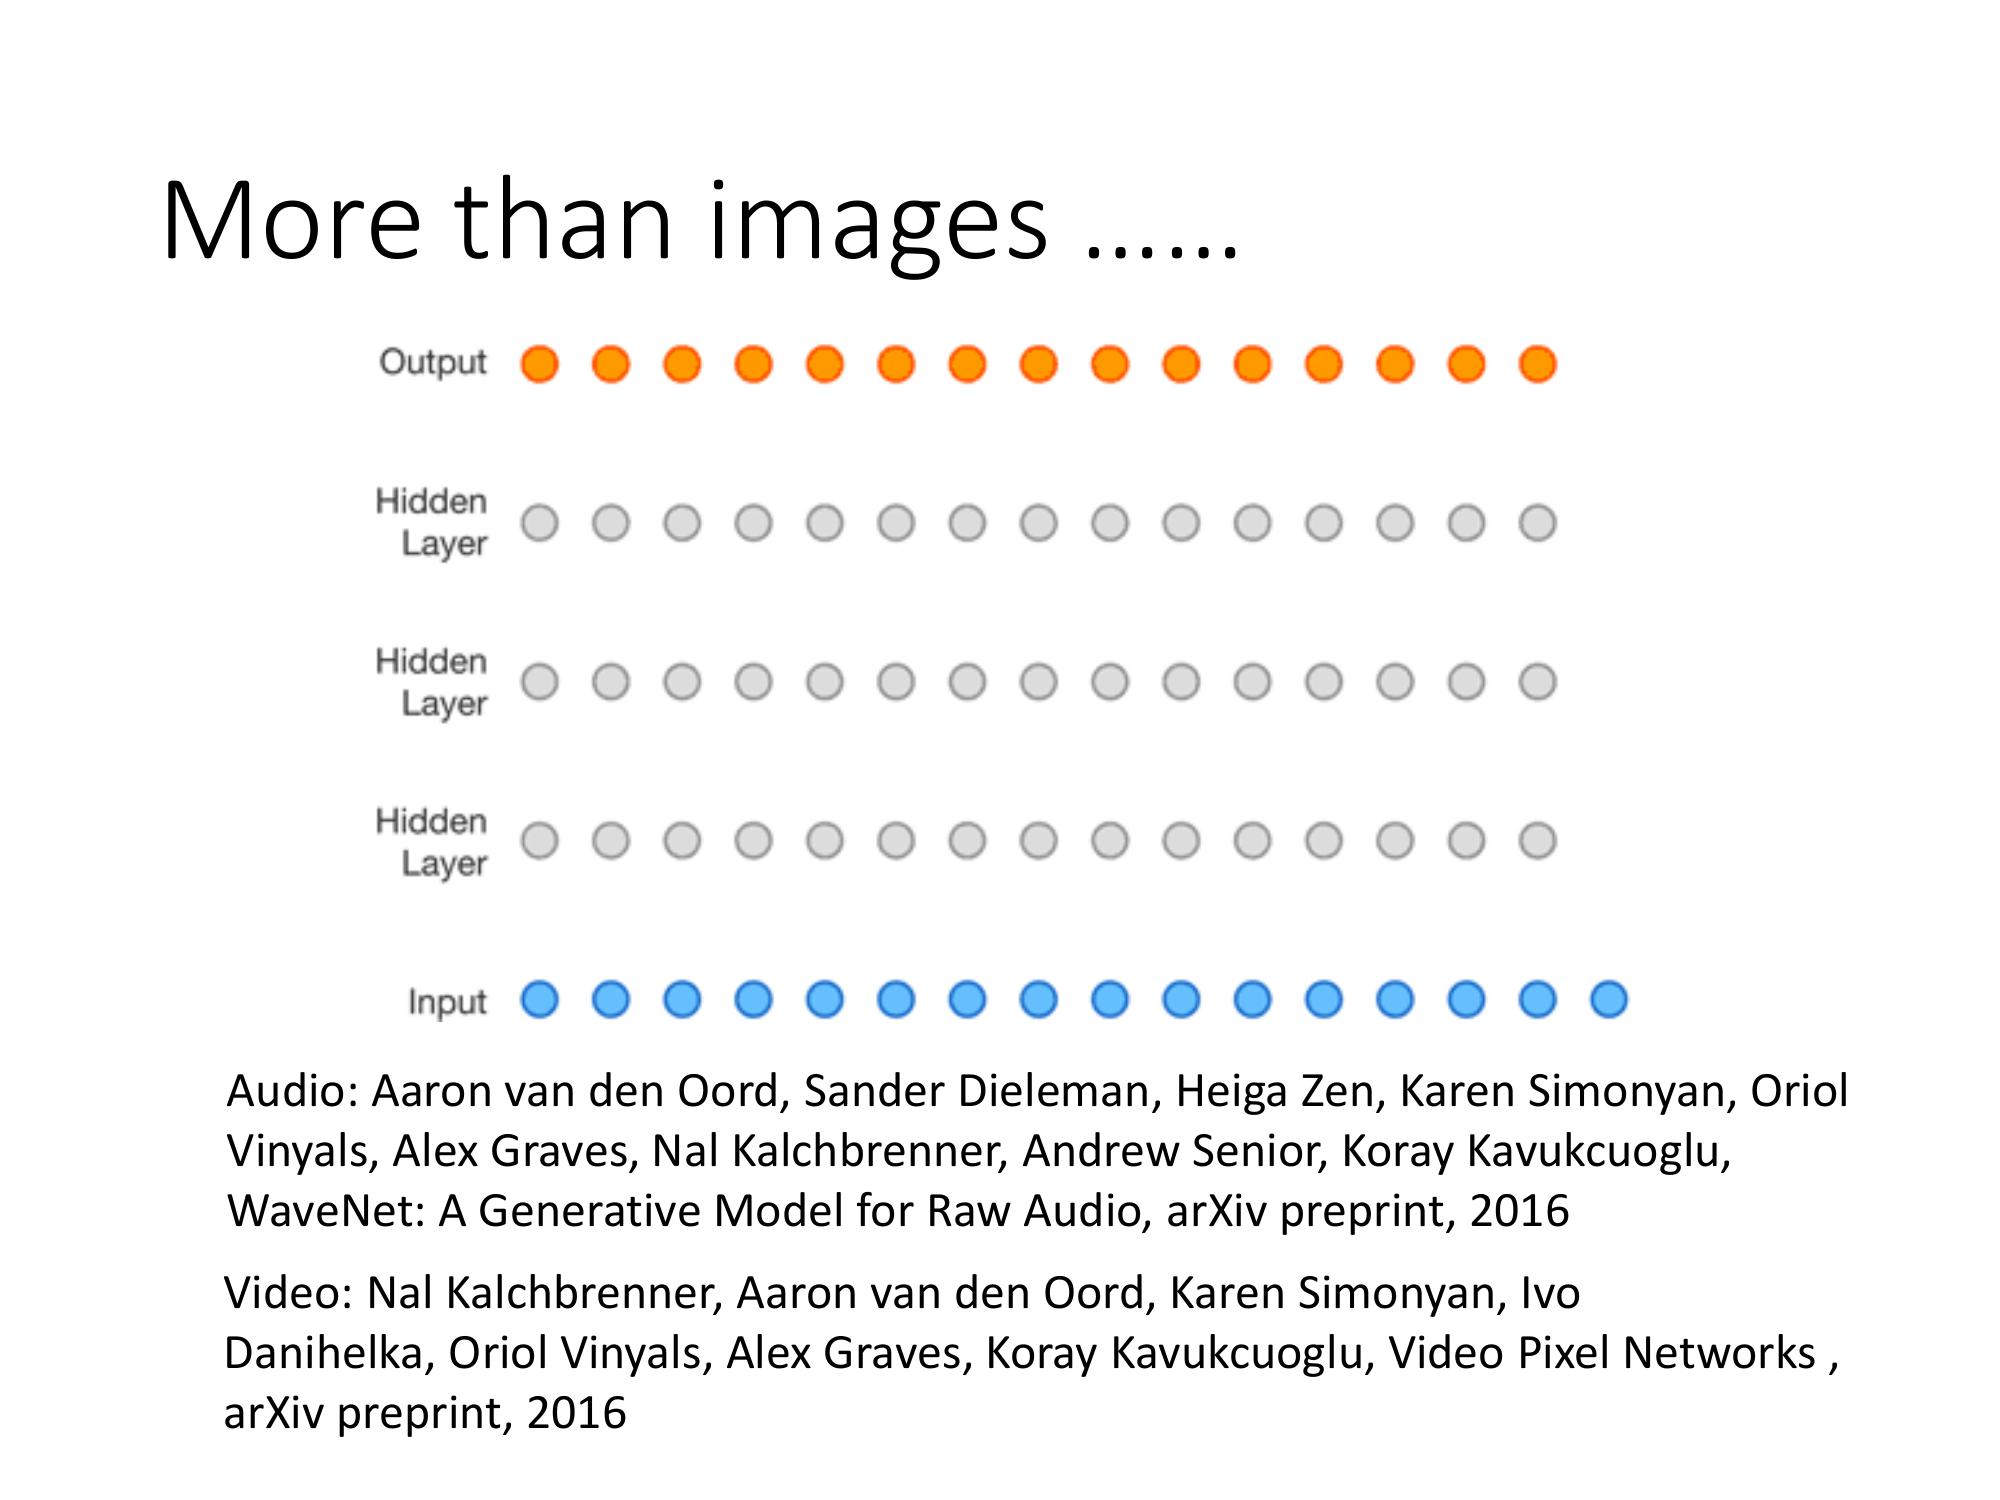 More than images ......
Output
Hidden
Layer
Hidden
Layer
Hidden
Layer
Input
Audio: Aaron van den Oord, Sander Dieleman, Heiga Zen, Karen Simonyan, Oriol
Vinyals, Alex Graves, Nal Kalchbrenner, Andrew Senior, Koray Kavukcuoglu,
WaveNet: A Generative Model for Raw Audio, arXiv preprint, 2016
Video: Nal Kalchbrenner, Aaron van den Oord, Karen Simonyan, Ivo
Danihelka, Oriol Vinyals, Alex Graves, Koray Kavukcuoglu, Video Pixel Networks ,
arXiv preprint, 2016